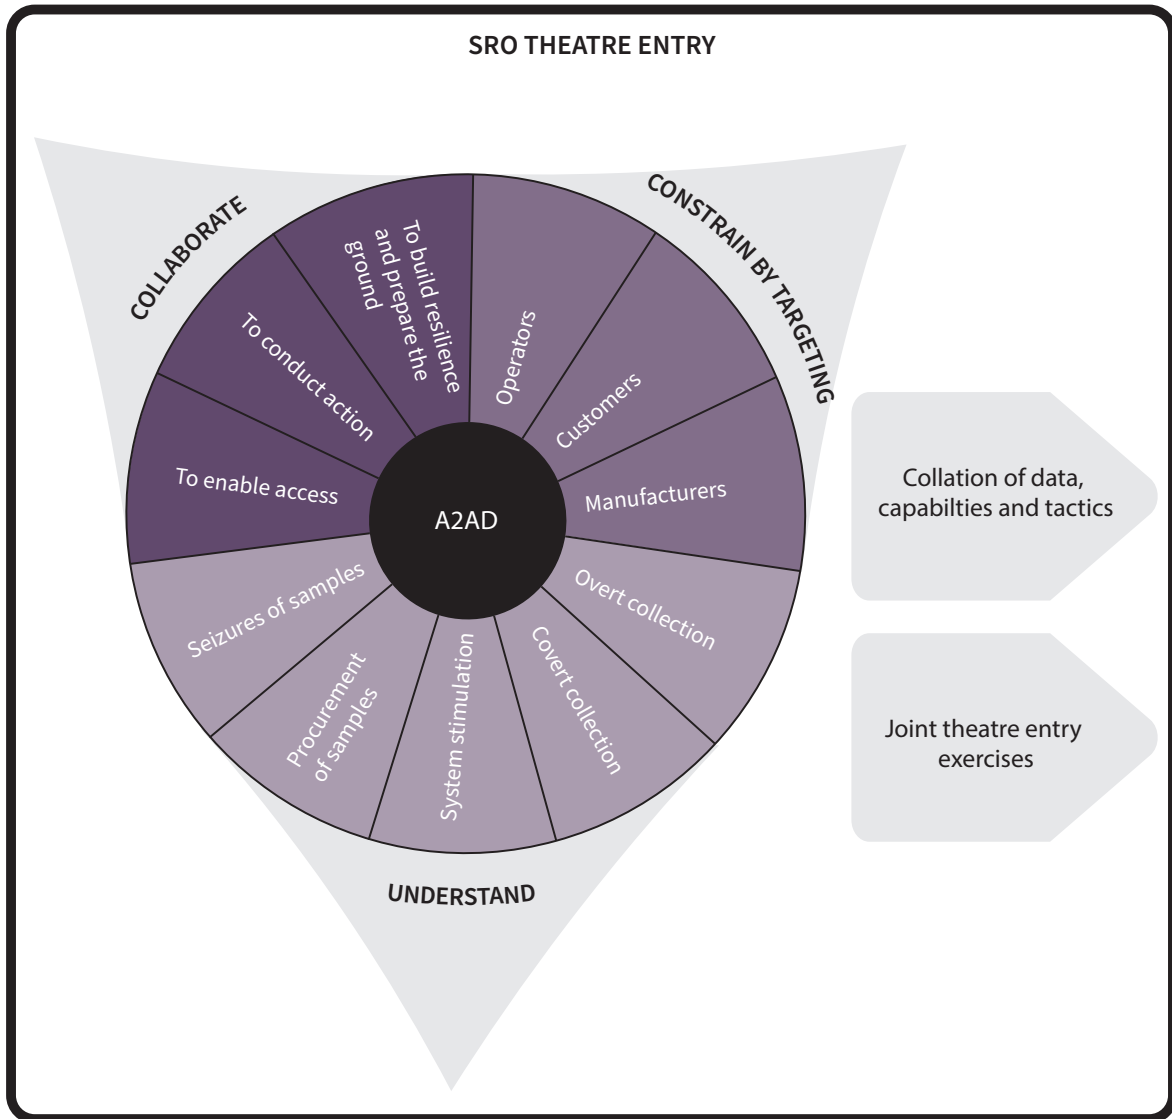 SRO THEATRE ENTRY
COLLABORATE
CONSTRAIN BY TARGETING
To build resilience
and prepare the
ground
To conduct action
To enable access
Operators
Customers
Manufacturers
A2AD
Seizures of samples
Procurement
of samples
System stimulation
Covert collection
Overt collection
UNDERSTAND
Collation of data,
capabilties and tactics
Joint theatre entry
exercises